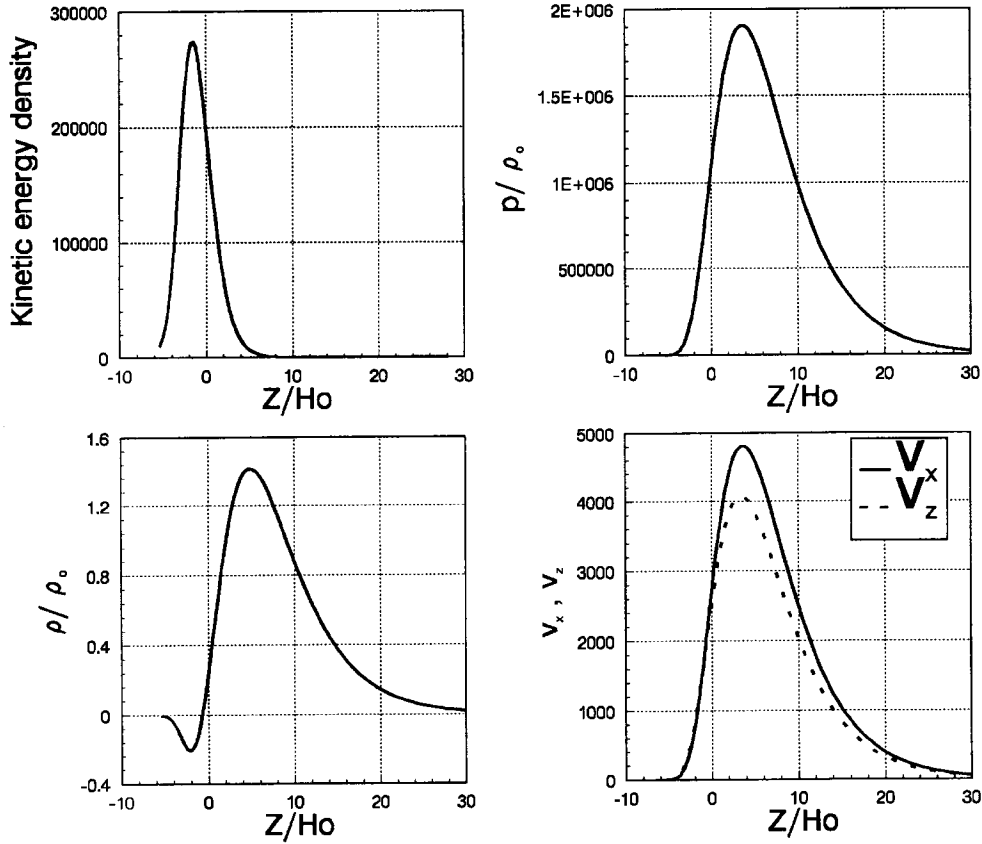 Kinetic energy density
300000
200000
100000
0
-10 0 10 20 30
Z/Ho
p/ ρ₀
2E+006
1.5E+006
1E+006
500000
0
-10 0 10 20 30
Z/Ho
ρ/ ρ₀
1.6
1.2
0.8
0.4
0
-0.4
-10 0 10 20 30
Z/Ho
Vₓ , V_z
5000
4000
3000
2000
1000
0
-10 0 10 20 30
Z/Ho
Vₓ
V_z